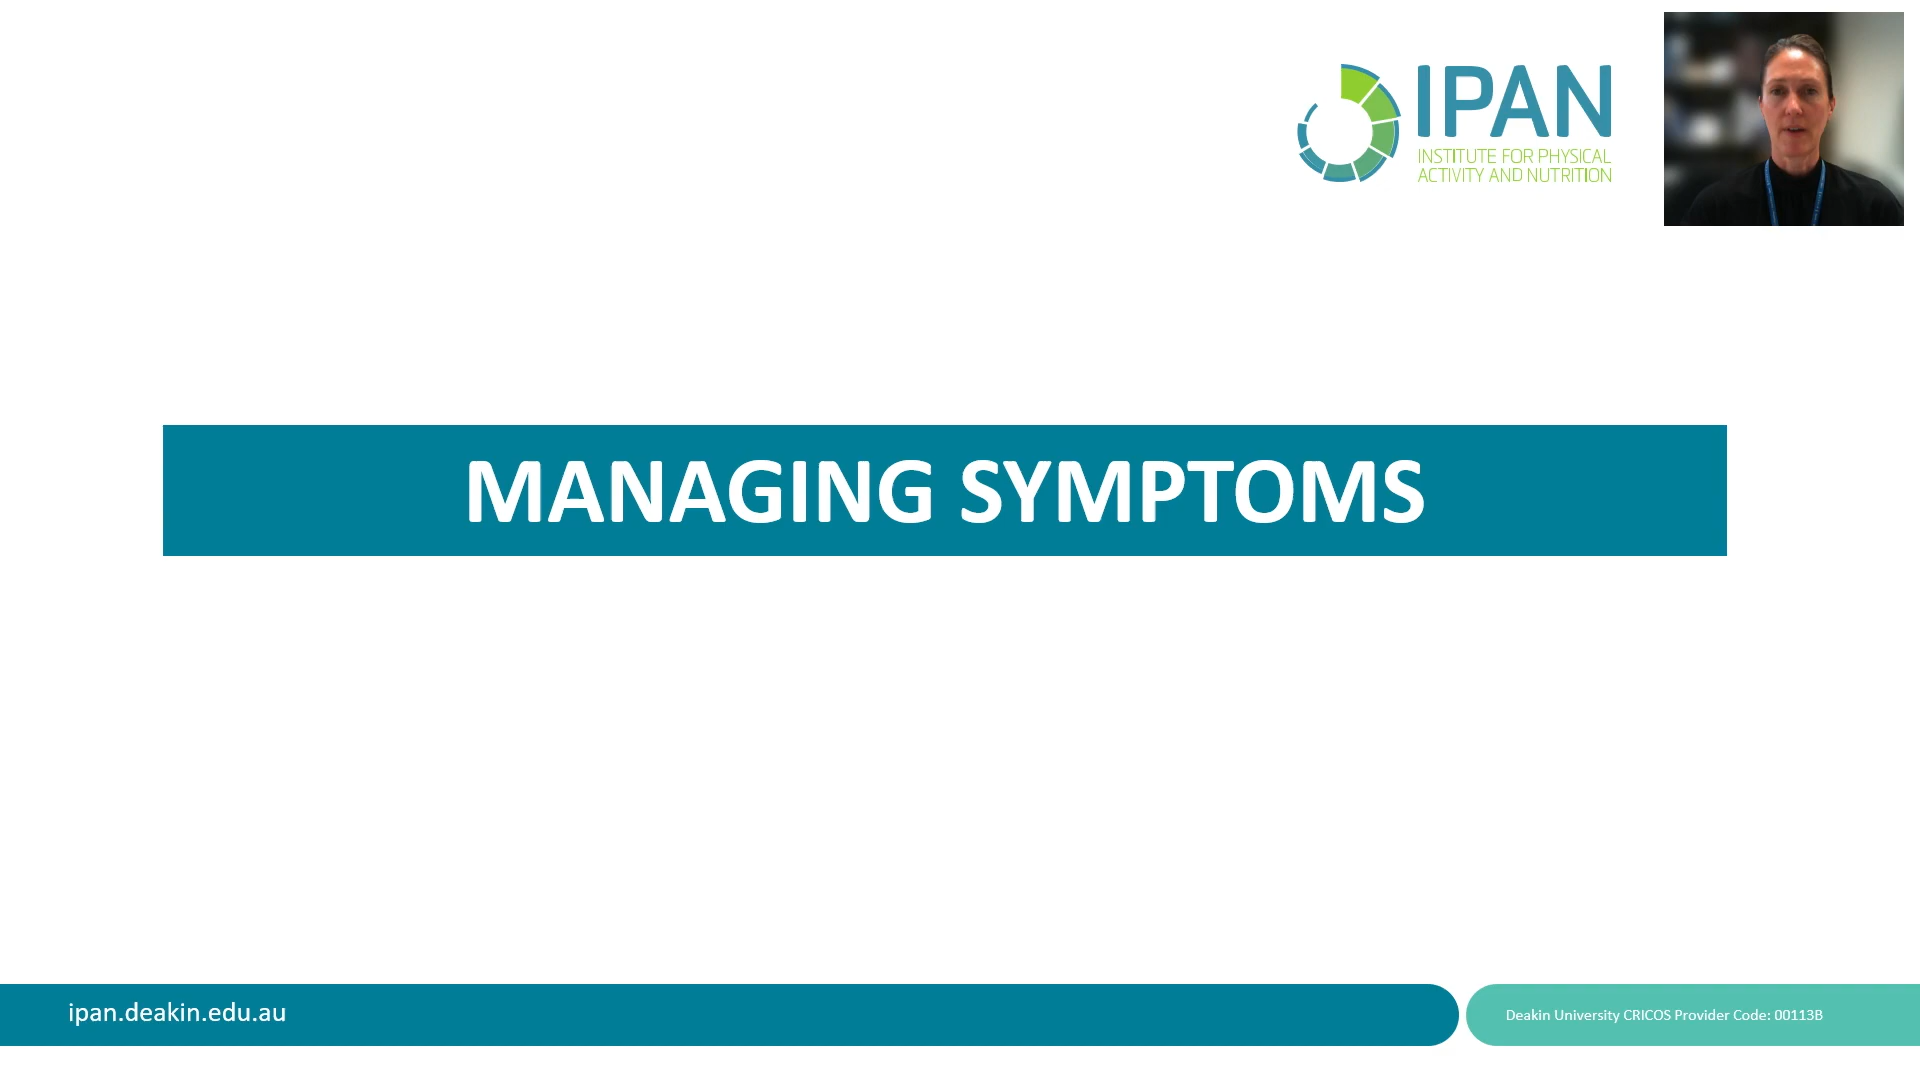 IPAN
INSTITUTE FOR PHYSICAL
ACTIVITY AND NUTRITION
MANAGING SYMPTOMS
ipan.deakin.edu.au
Deakin University CRICOS Provider Code: 00113B